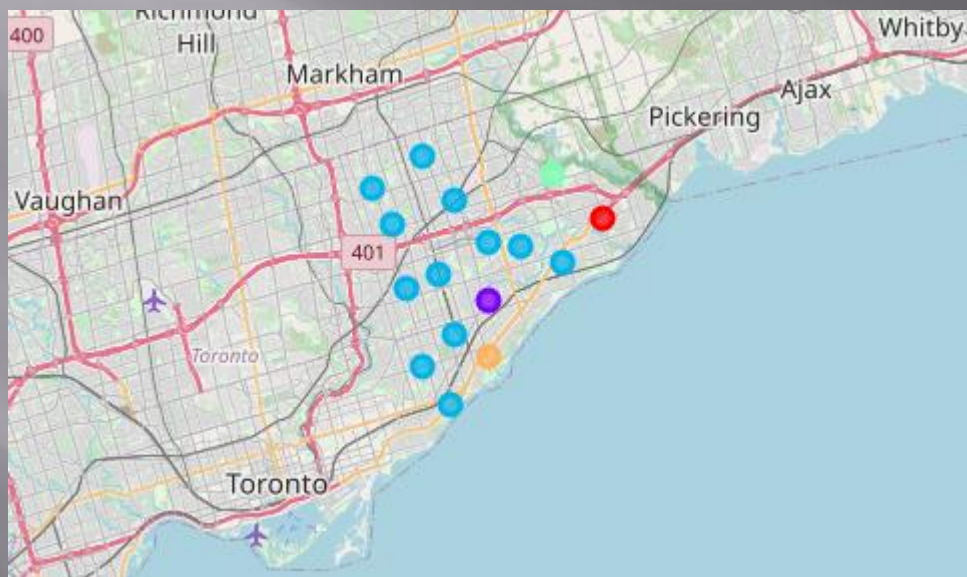 Richmond
Hill
400
Whitby
Markham
Ajax
Pickering
Vaughan
401
Toronto
Toronto